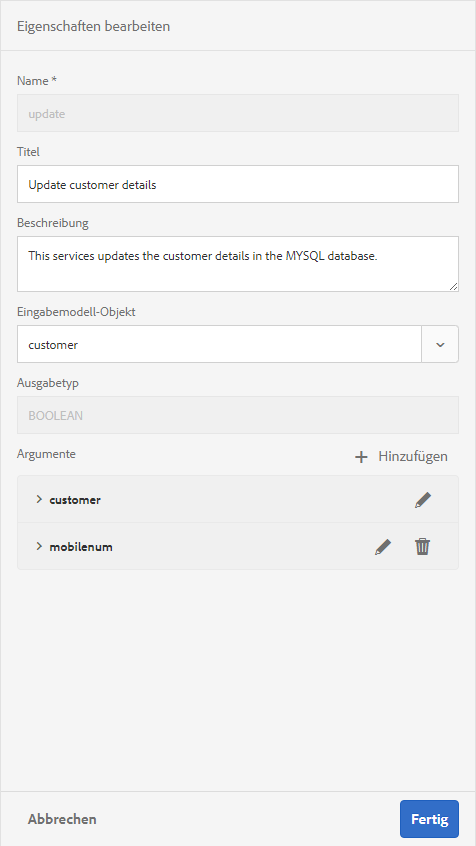 Eigenschaften bearbeiten
Name *
update
Titel
Update customer details
Beschreibung
This services updates the customer details in the MYSQL database.
Eingabemodell-Objekt
customer
Ausgabetyp
BOOLEAN
Argumente
Hinzufügen
customer
mobilenum
Abbrechen
Fertig